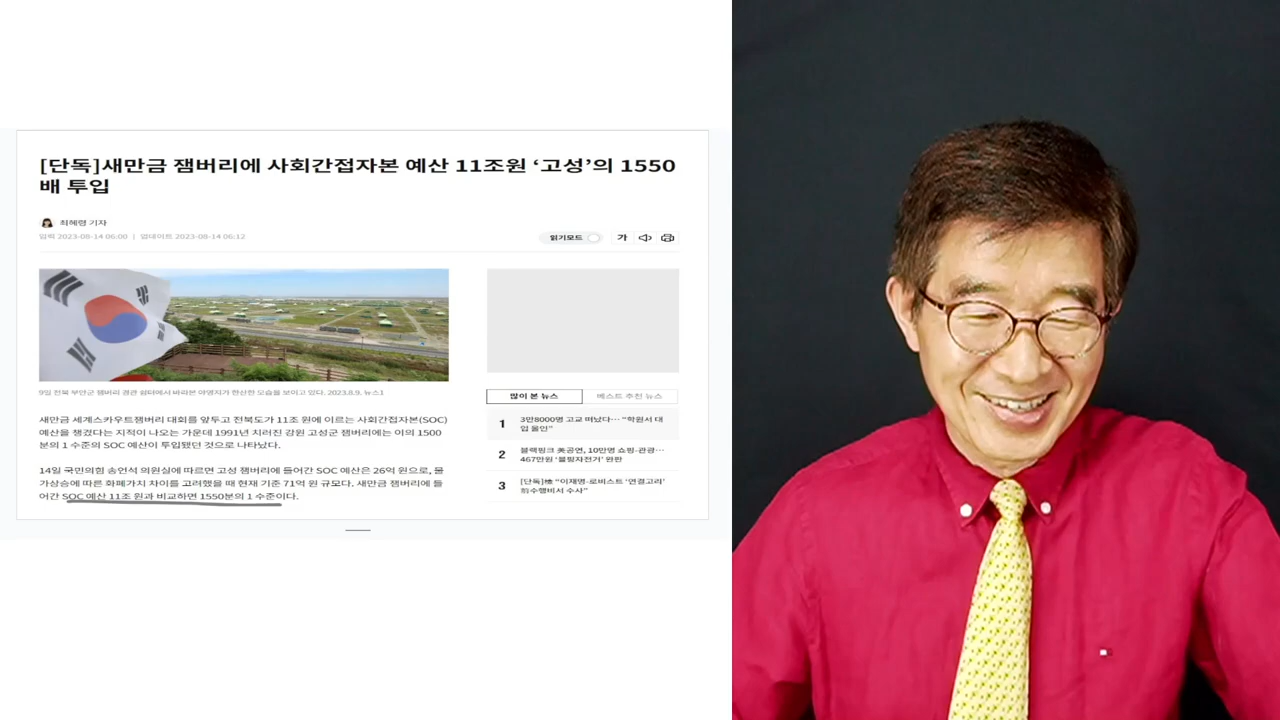 [단독]새만금 잼버리에 사회간접자본 예산 11조원 ‘고성’의 1550
배 투입
최혜령 기자
입력 2023-08-14 06:00 | 업데이트 2023-08-14 06:12
읽기모드
가
9일 전북 부안군 잼버리 경관 쉼터에서 바라본 야영지가 한산한 모습을 보이고 있다. 2023.8.9. 뉴스1
새만금 세계스카우트잼버리 대회를 앞두고 전북도가 11조 원에 이르는 사회간접자본(SOC)
예산을 챙겼다는 지적이 나오는 가운데 1991년 치러진 강원 고성군 잼버리에는 이의 1500
분의 1 수준의 SOC 예산이 투입됐던 것으로 나타났다.
14일 국민의힘 송언석 의원실에 따르면 고성 잼버리에 들어간 SOC 예산은 26억 원으로, 물
가상승에 따른 화폐가치 차이를 고려했을 때 현재 기준 71억 원 규모다. 새만금 잼버리에 들
어간 SOC 예산 11조 원과 비교하면 1550분의 1 수준이다.
많이 본 뉴스
베스트 추천 뉴스
1 3만8000명 고교 떠났다… “학원서 대
입 올인”
2 블랙핑크 美공연, 10만명 쇼핑-관광…
467만원 ‘블핑자전거’ 완판
3 [단독]檢 “이재명-로비스트 ‘연결고리’
前수행비서 수사”